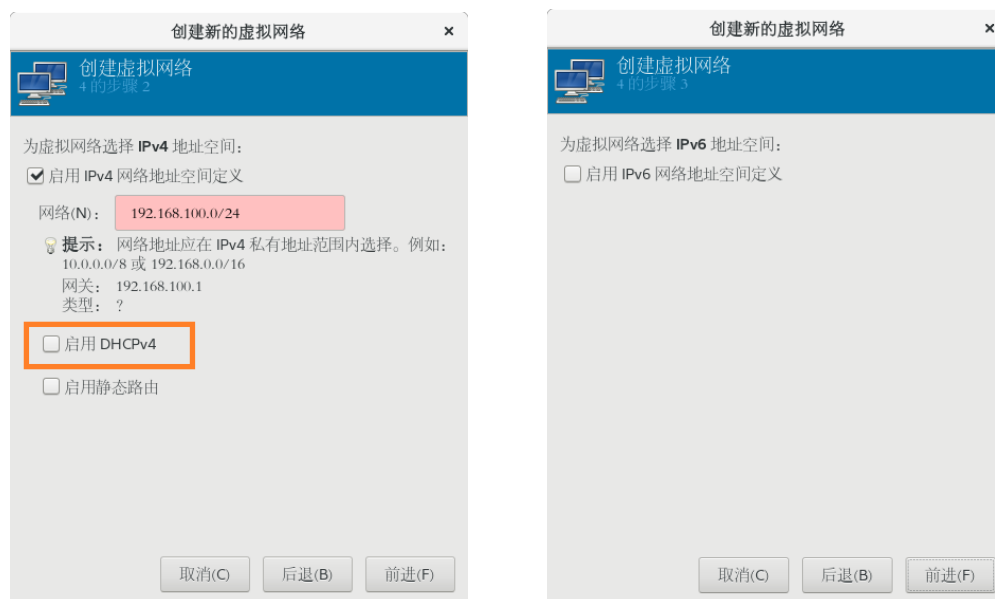 创建新的虚拟网络 ×
创建虚拟网络
4 的步骤 2
为虚拟网络选择 IPv4 地址空间：
启用 IPv4 网络地址空间定义
网络(N)： 192.168.100.0/24
提示： 网络地址应在 IPv4 私有地址范围内选择。例如：
10.0.0.0/8 或 192.168.0.0/16
网关： 192.168.100.1
类型： ?
启用 DHCPv4
启用静态路由
取消(C) 后退(B) 前进(F)
创建新的虚拟网络 ×
创建虚拟网络
4 的步骤 3
为虚拟网络选择 IPv6 地址空间：
启用 IPv6 网络地址空间定义
取消(C) 后退(B) 前进(F)